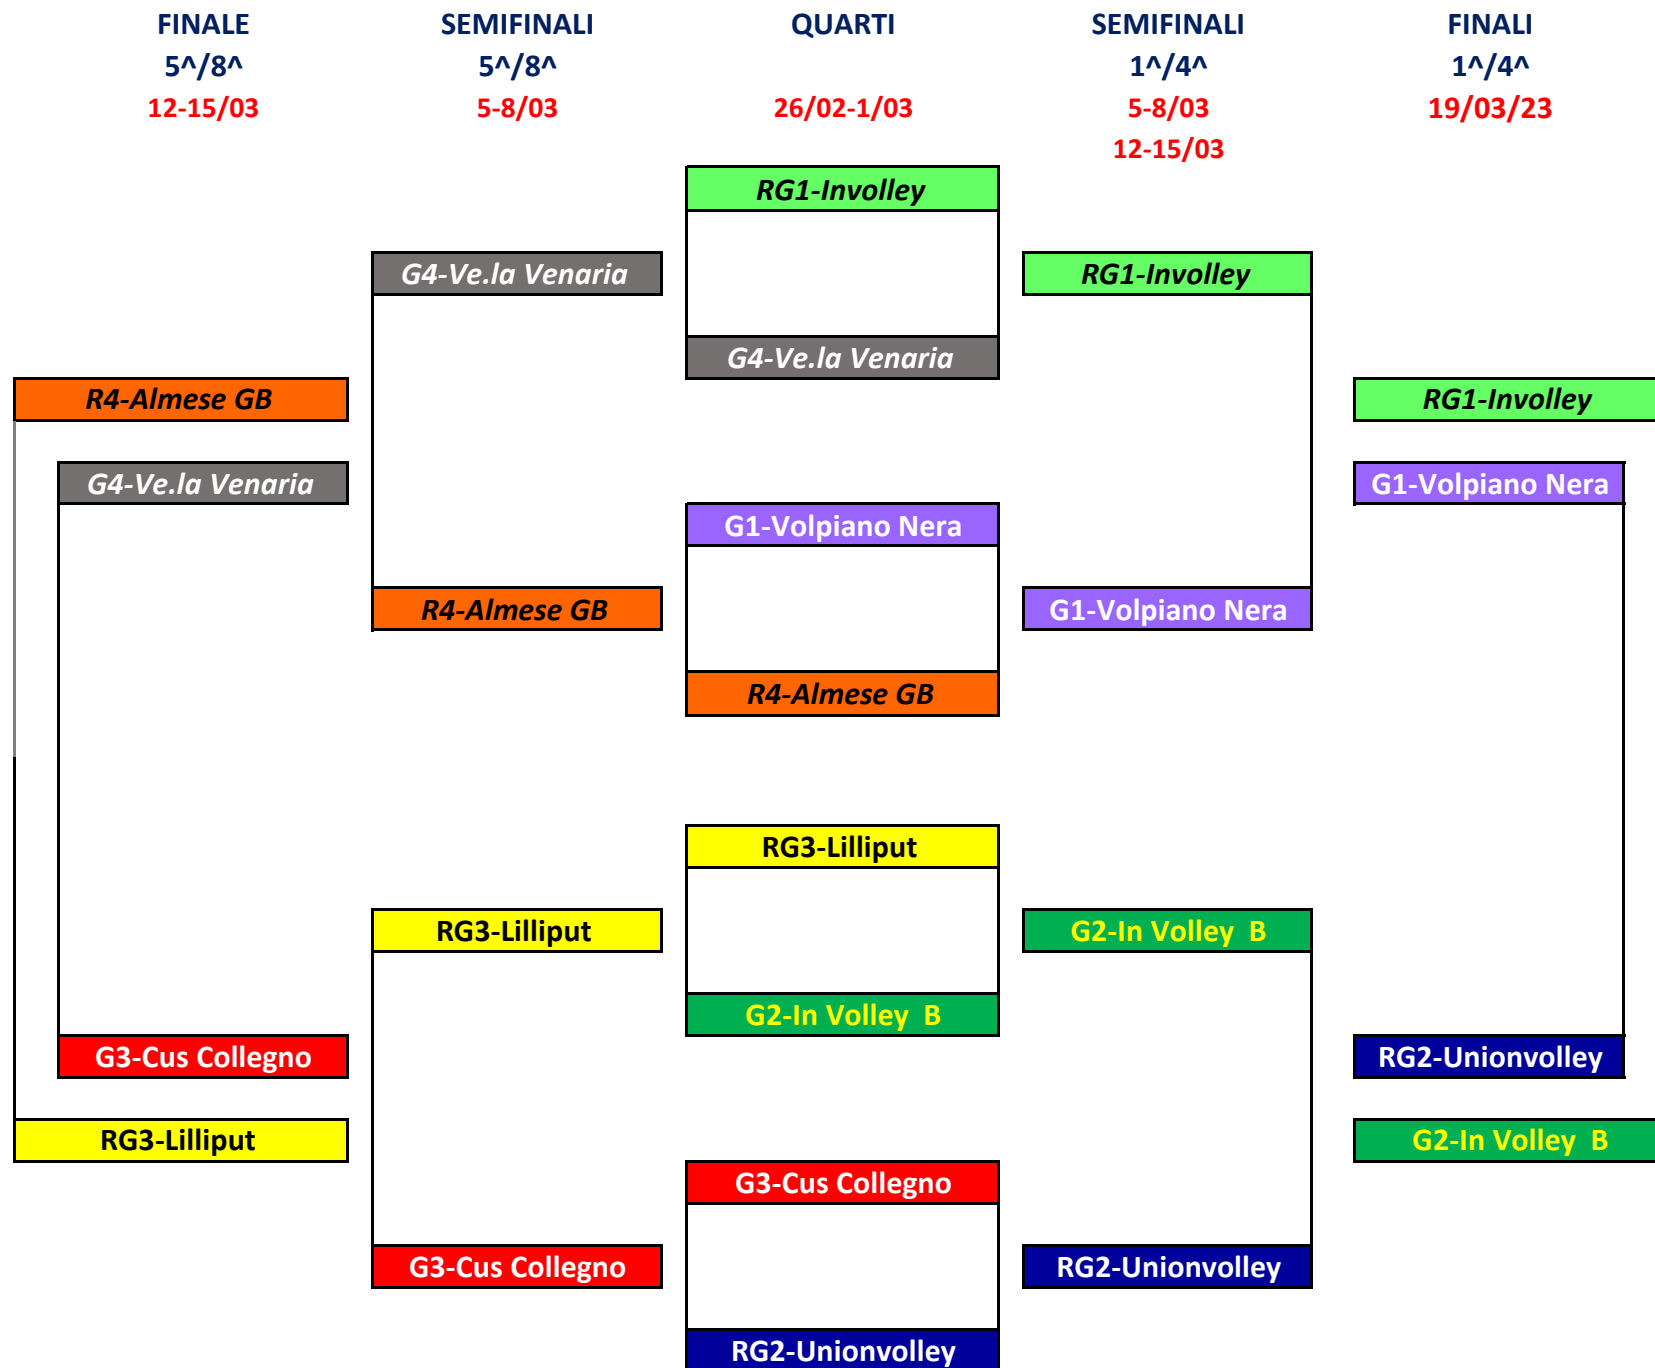 FINALE
5^/8^
12-15/03
SEMIFINALI
5^/8^
5-8/03
QUARTI
26/02-1/03
SEMIFINALI
1^/4^
5-8/03
12-15/03
FINALI
1^/4^
19/03/23
R4-Almese GB
G4-Ve.la Venaria
G3-Cus Collegno
RG3-Lilliput
G4-Ve.la Venaria
R4-Almese GB
RG3-Lilliput
G3-Cus Collegno
RG1-Involley
G4-Ve.la Venaria
G1-Volpiano Nera
R4-Almese GB
RG3-Lilliput
G2-In Volley B
G3-Cus Collegno
RG2-Unionvolley
RG1-Involley
G1-Volpiano Nera
G2-In Volley B
RG2-Unionvolley
RG1-Involley
G1-Volpiano Nera
RG2-Unionvolley
G2-In Volley B